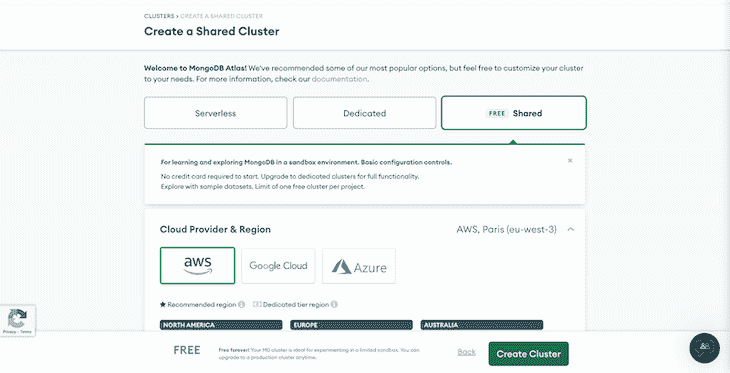 CLUSTERS > CREATE A SHARED CLUSTER
Create a Shared Cluster
Welcome to MongoDB Atlas! We've recommended some of our most popular options, but feel free to customize your cluster
to your needs. For more information, check our documentation.
Serverless
Dedicated
FREE Shared
For learning and exploring MongoDB in a sandbox environment. Basic configuration controls.
No credit card required to start. Upgrade to dedicated clusters for full functionality.
Explore with sample datasets. Limit of one free cluster per project.
Cloud Provider & Region
AWS, Paris (eu-west-3)
aws
Google Cloud
Azure
Recommended region
Dedicated tier region
NORTH AMERICA
EUROPE
AUSTRALIA
Privacy - Terms
FREE
Free forever! Your M0 cluster is ideal for experimenting in a limited sandbox. You can
upgrade to a production cluster anytime.
Back
Create Cluster